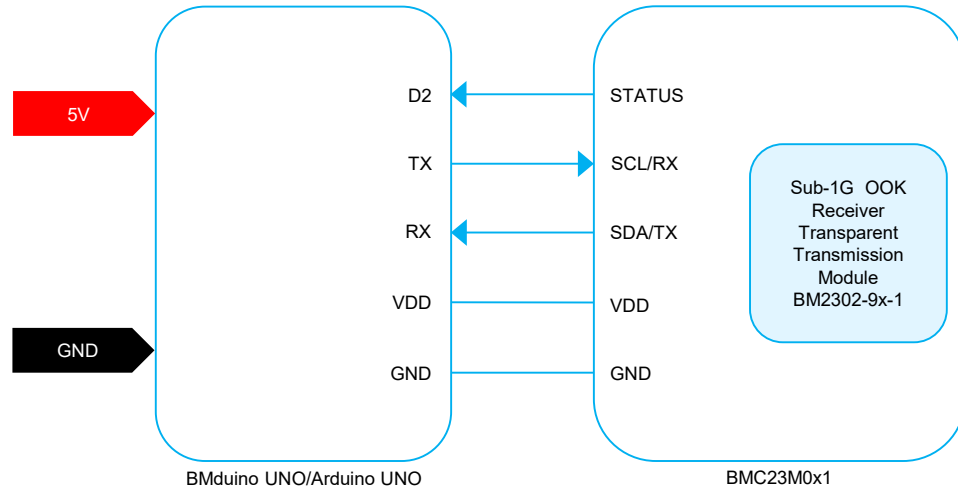 5V
GND
D2
TX
RX
VDD
GND
STATUS
SCL/RX
SDA/TX
VDD
GND
Sub-1G OOK
Receiver
Transparent
Transmission
Module
BM2302-9x-1
BMduino UNO/Arduino UNO
BMC23M0x1